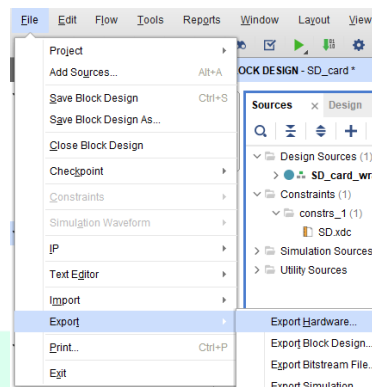 File Edit Flow Tools Reports Window Layout View
Project
Add Sources... Alt+A
OCK DESIGN - SD_card *
Save Block Design Ctrl+S
Sources × Design
Save Block Design As...
Close Block Design
Design Sources (1)
Checkpoint
SD_card_wr
Constraints
Constraints (1)
constrs_1 (1)
Simulation Waveform
SD.xdc
IP
Simulation Sources
Text Editor
Utility Sources
Import
Export
Export Hardware...
Print... Ctrl+P
Export Block Design...
Exit
Export Bitstream File..
Export Simulation